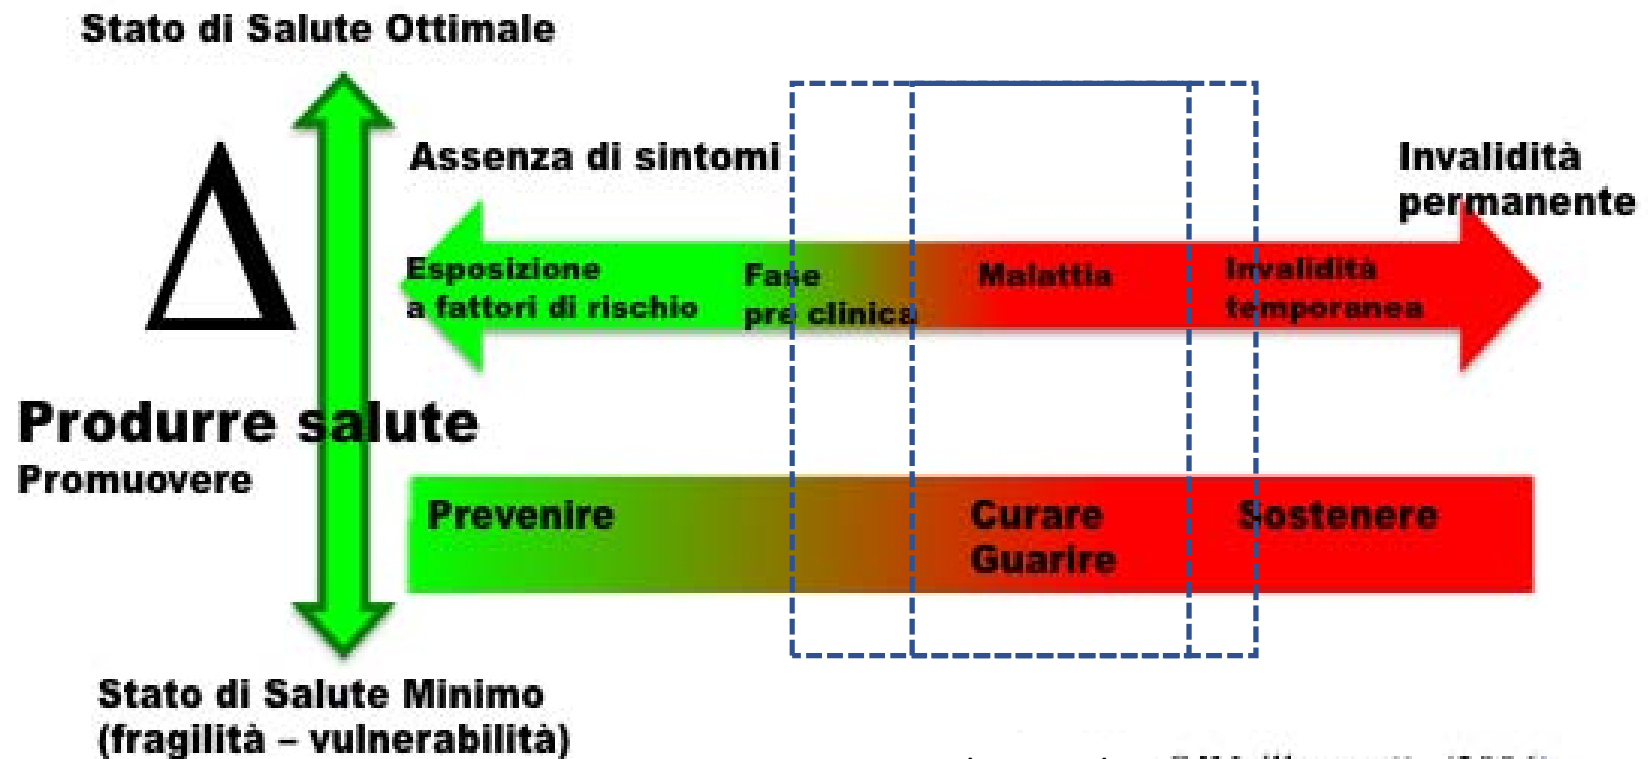 Stato di Salute Ottimale
Assenza di sintomi
Invalidità
permanente
Δ
Esposizione
a fattori di rischio
Fase
pre clinica
Malattia
Invalidità
temporanea
Produrre salute
Promuovere
Prevenire
Curare
Guarire
Sostenere
Stato di Salute Minimo
(fragilità – vulnerabilità)